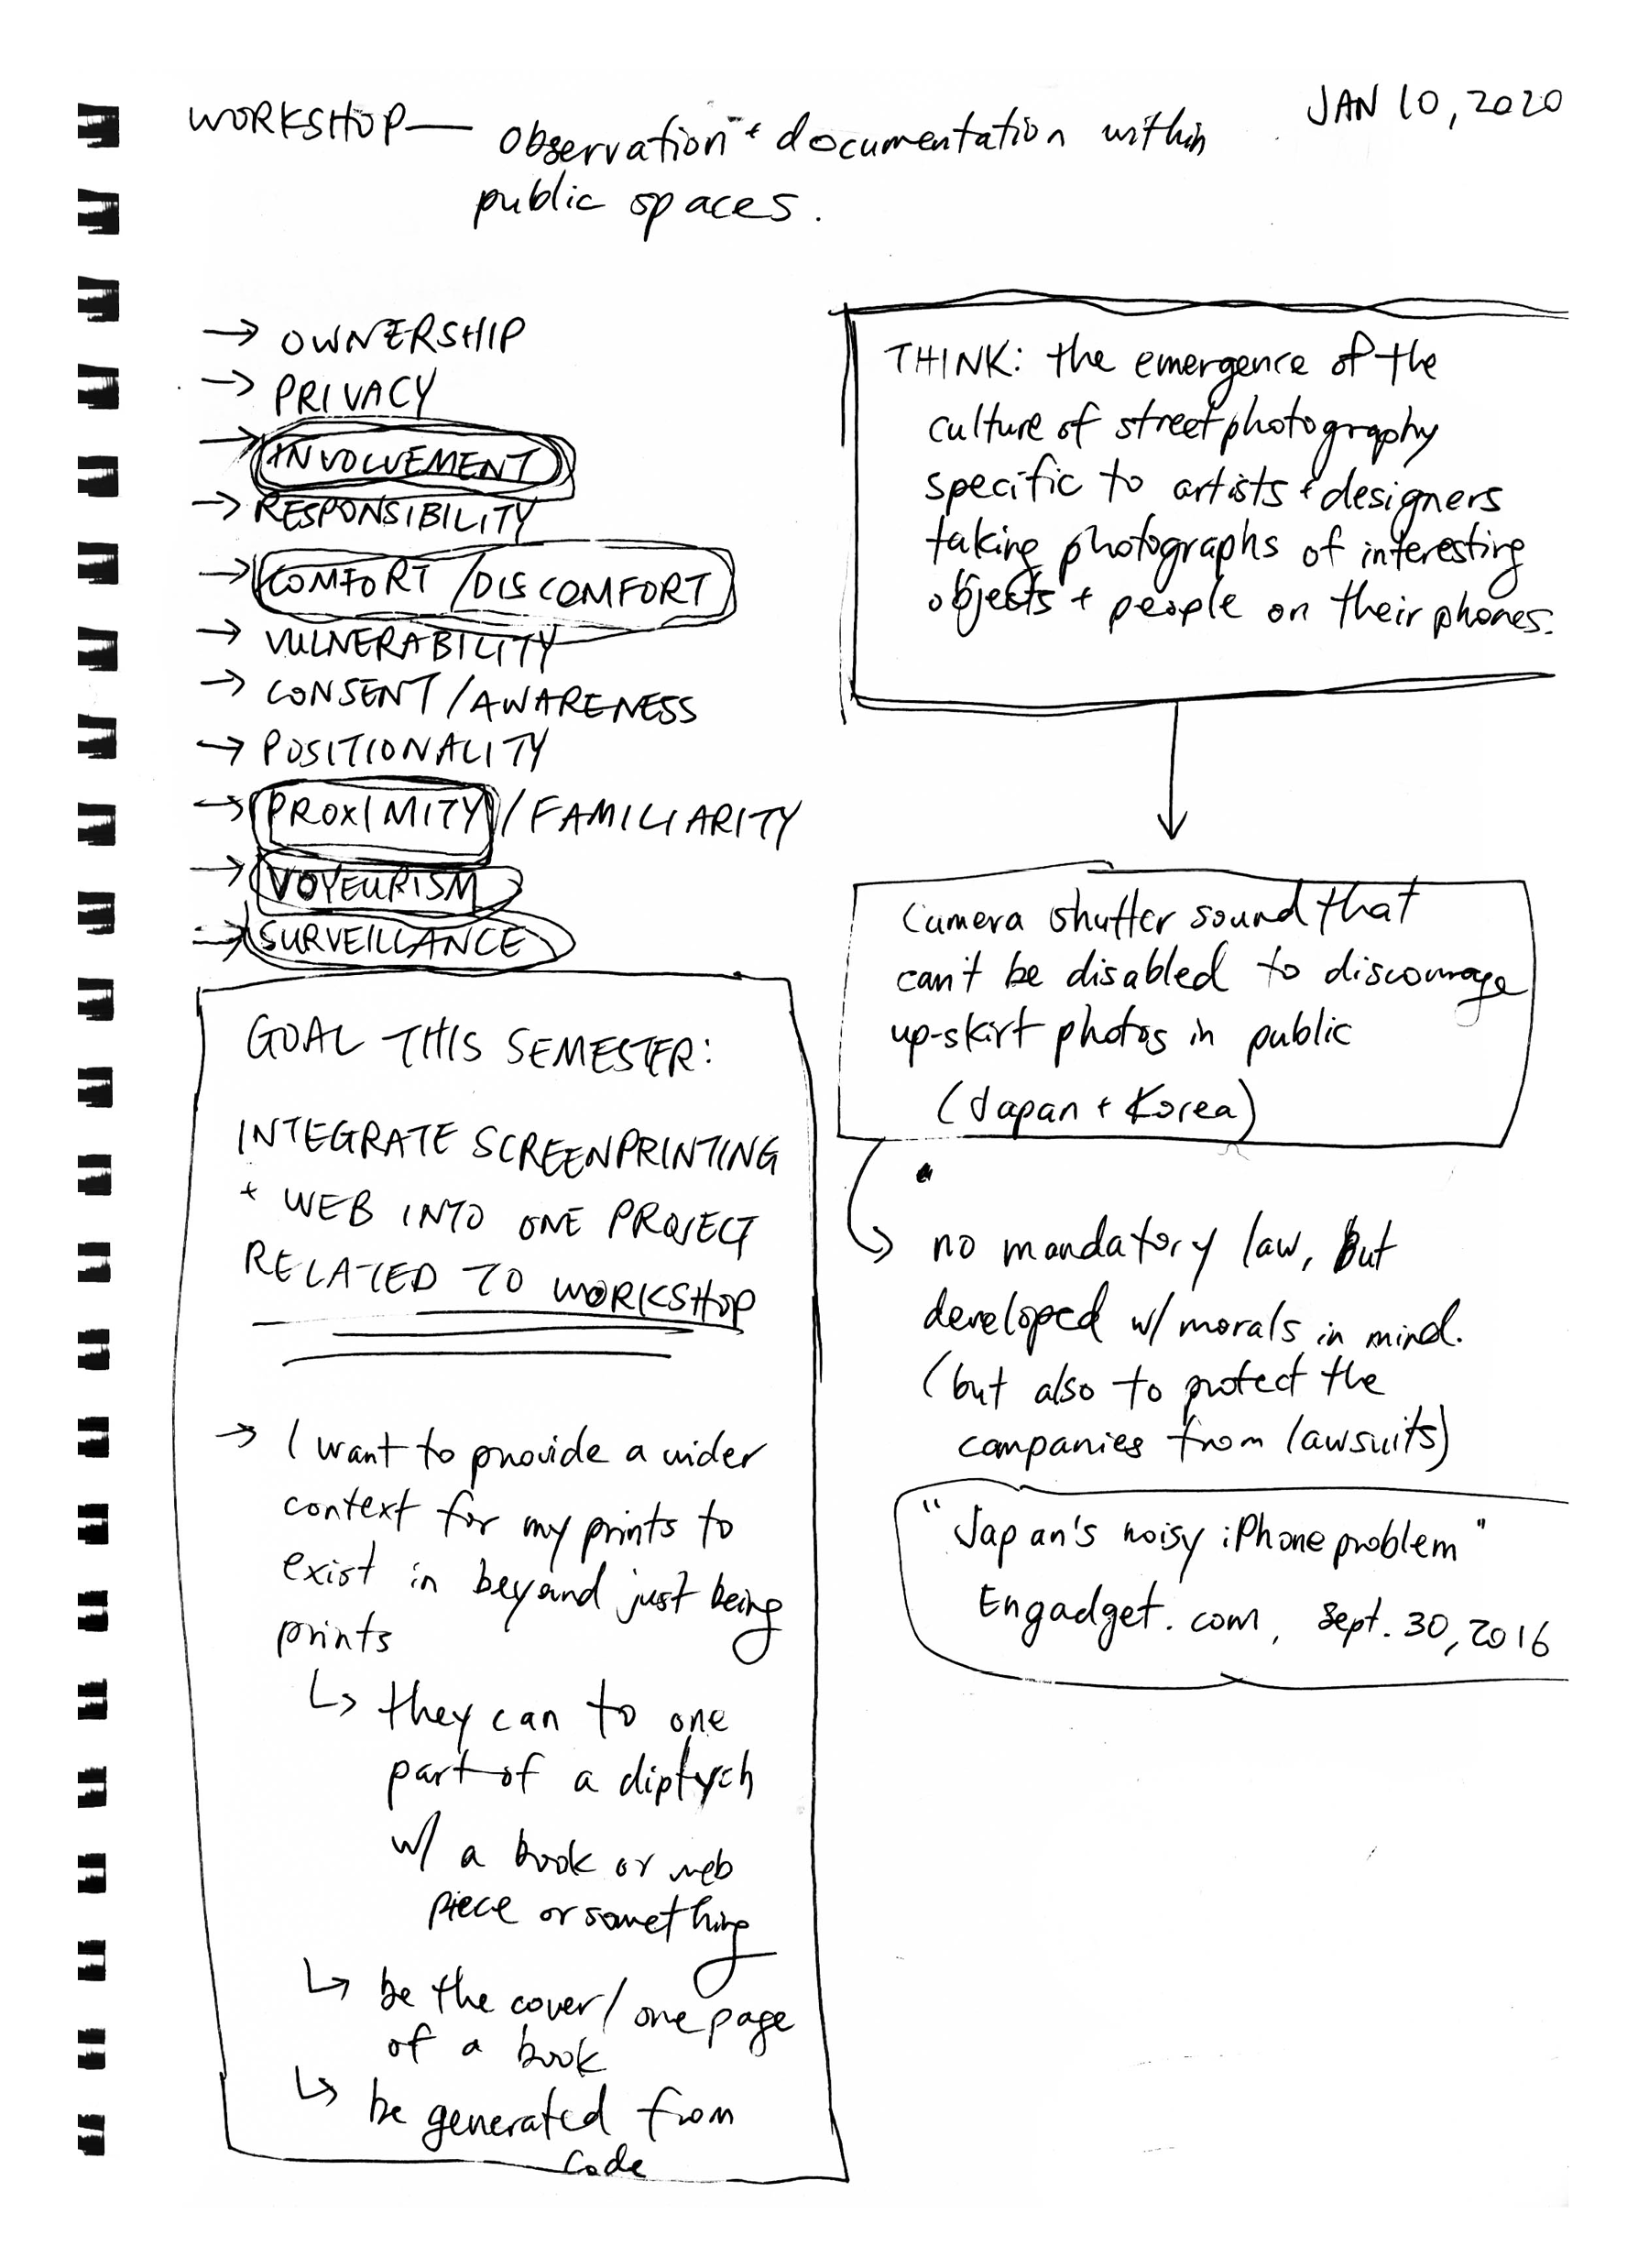 WORKSHOP— observation + documentation within
public spaces.
JAN 10, 2020
→ OWNERSHIP
→ PRIVACY
→ INVOLVEMENT
→ RESPONSIBILITY
→ COMFORT / DISCOMFORT
→ VULNERABILITY
→ CONSENT / AWARENESS
→ POSITIONALITY
→ PROXIMITY / FAMILIARITY
→ VOYEURISM
→ SURVEILLANCE
GOAL THIS SEMESTER:
INTEGRATE SCREENPRINTING
+ WEB INTO ONE PROJECT
RELATED TO WORKSHOP
→ I want to provide a wider
context for my prints to
exist in beyond just being
prints
↳ they can to one
part of a diptych
w/ a book or web
piece or something
↳ be the cover / one page
of a book
↳ be generated from
code
THINK: the emergence of the
culture of street photography
specific to artists + designers
taking photographs of interesting
objects + people on their phones.
Camera shutter sound that
can't be disabled to discourage
up-skirt photos in public
(Japan + Korea)
↳ no mandatory law, but
developed w/ morals in mind.
(but also to protect the
companies from lawsuits)
"Japan's noisy iPhone problem"
Engadget.com, Sept. 30, 2016